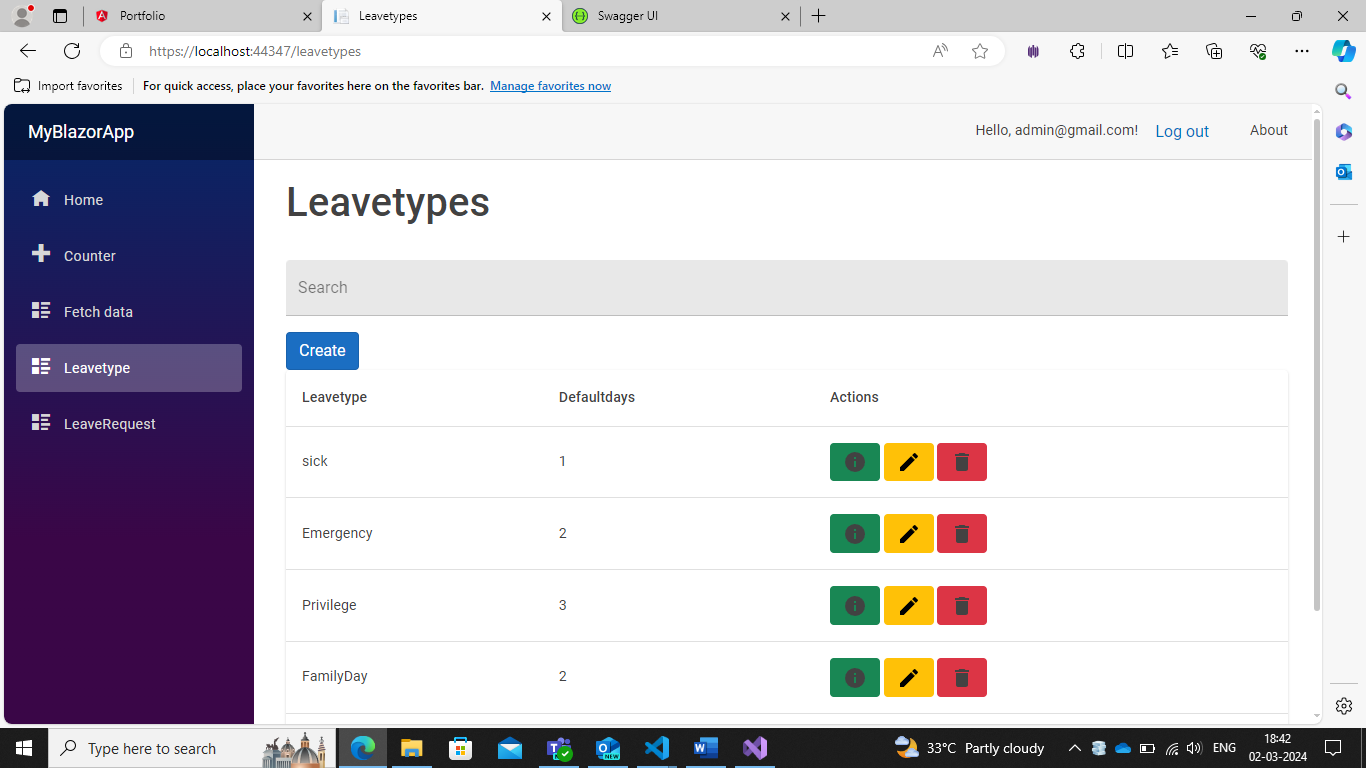 Portfolio
Leavetypes
Swagger UI
https://localhost:44347/leavetypes
Import favorites
For quick access, place your favorites here on the favorites bar. Manage favorites now
MyBlazorApp
Hello, admin@gmail.com! Log out About
Home
Counter
Fetch data
Leavetype
LeaveRequest
Leavetypes
Search
Create
Leavetype Defaultdays Actions
sick 1
Emergency 2
Privilege 3
FamilyDay 2
Type here to search
33°C Partly cloudy
ENG
18:42
02-03-2024